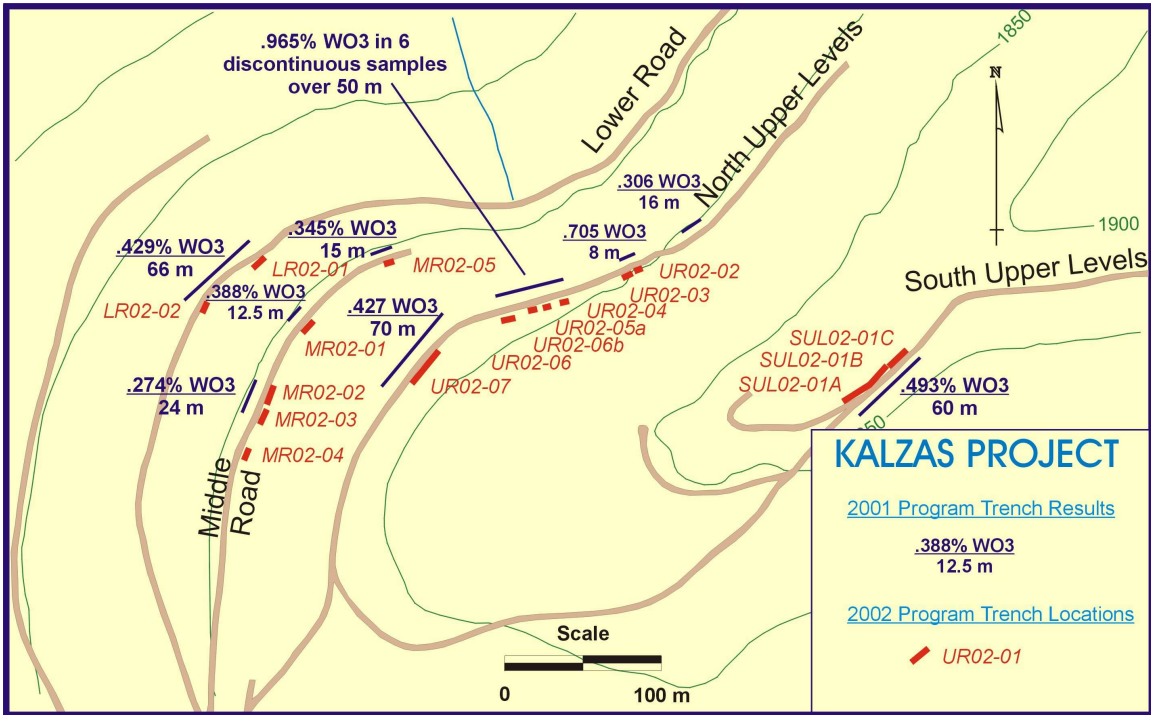 .965% WO3 in 6
discontinuous samples
over 50 m
Lower Road
North Upper Levels
1850
N
.306 WO3
16 m
1900
.429% WO3
66 m
.345% WO3
15 m
.705 WO3
8 m
South Upper Levels
LR02-01
MR02-05
UR02-02
.388% WO3
12.5 m
UR02-03
LR02-02
.427 WO3
70 m
UR02-04
UR02-05a
MR02-01
UR02-06b
UR02-06
UR02-07
SUL02-01C
SUL02-01B
SUL02-01A
.274% WO3
24 m
MR02-02
MR02-03
MR02-04
.493% WO3
60 m
850
Middle
Road
KALZAS PROJECT
2001 Program Trench Results
.388% WO3
12.5 m
2002 Program Trench Locations
UR02-01
Scale
0 100 m